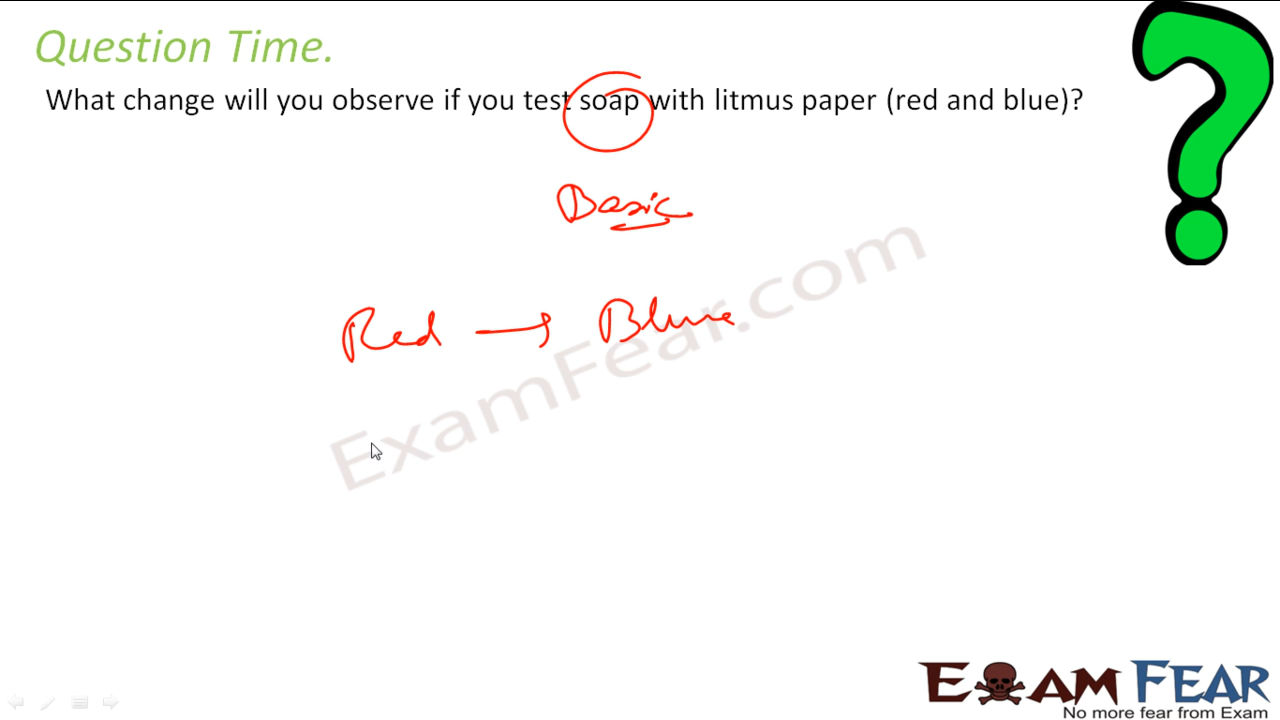 Question Time.
What change will you observe if you test soap with litmus paper (red and blue)?
Basic
Red → Blue
ExamFear.com
EXAM FEAR
No more fear from Exam